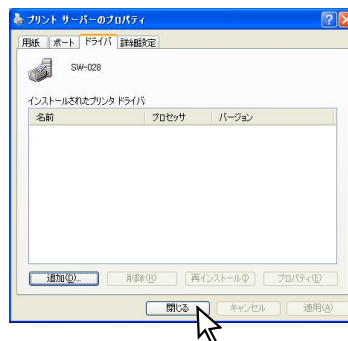 プリント サーバーのプロパティ
用紙 ポート ドライバ 詳細設定
SW-028
インストールされたプリンタ ドライバ:
名前 プロセッサ バージョン
追加(D)... 削除(R) 再インストール(I) プロパティ(E)
閉じる キャンセル 適用(A)